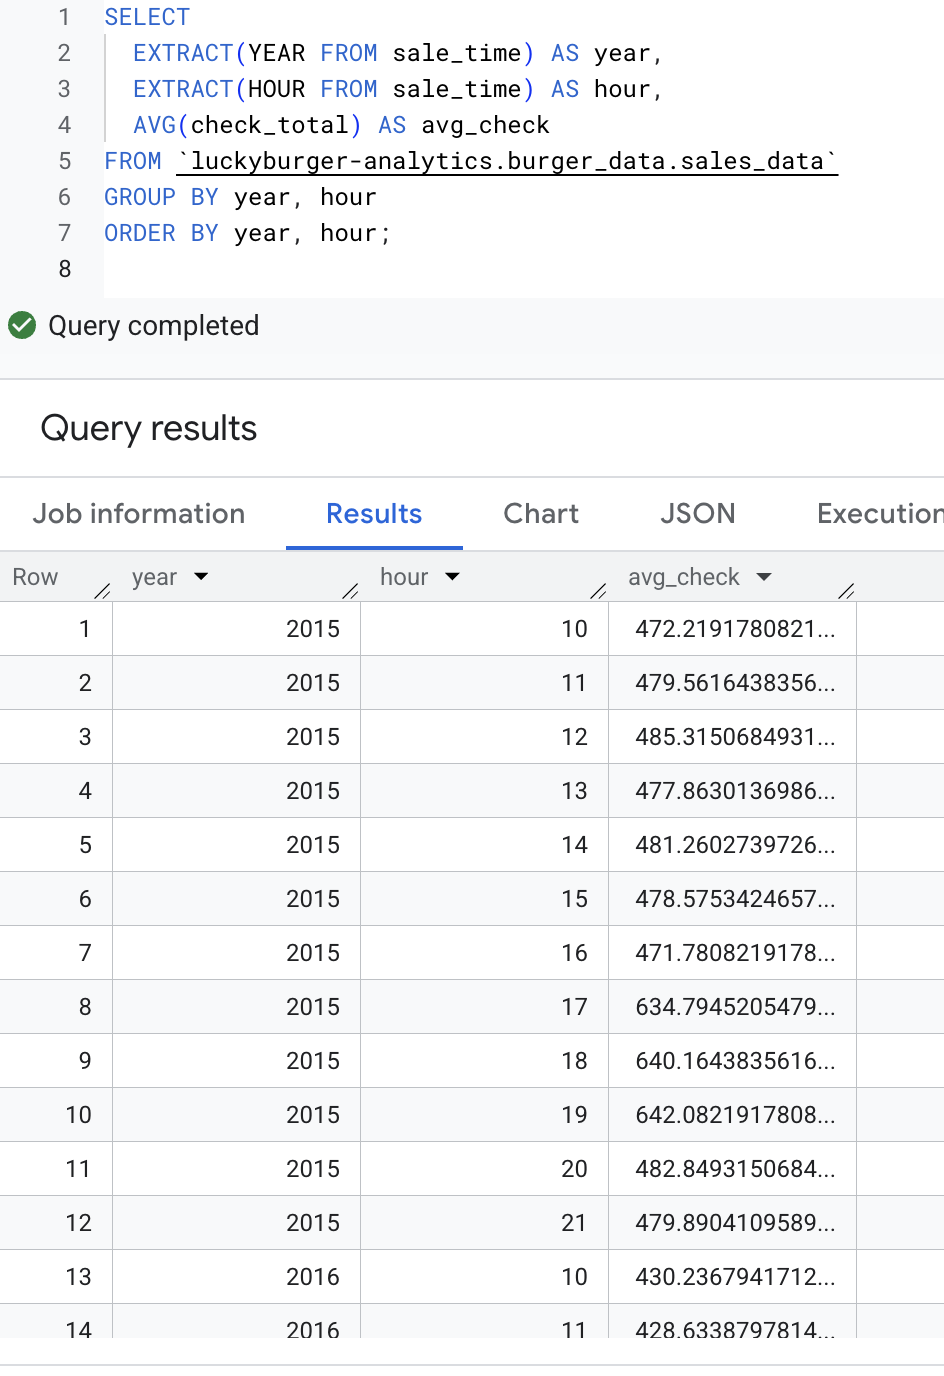 1 SELECT
2 EXTRACT(YEAR FROM sale_time) AS year,
3 EXTRACT(HOUR FROM sale_time) AS hour,
4 AVG(check_total) AS avg_check
5 FROM `luckyburger-analytics.burger_data.sales_data`
6 GROUP BY year, hour
7 ORDER BY year, hour;
8
Query completed
Query results
Job information Results Chart JSON Execution
Row year hour avg_check
1 2015 10 472.2191780821...
2 2015 11 479.5616438356...
3 2015 12 485.3150684931...
4 2015 13 477.8630136986...
5 2015 14 481.2602739726...
6 2015 15 478.5753424657...
7 2015 16 471.7808219178...
8 2015 17 634.7945205479...
9 2015 18 640.1643835616...
10 2015 19 642.0821917808...
11 2015 20 482.8493150684...
12 2015 21 479.8904109589...
13 2016 10 430.2367941712...
14 2016 11 428.6338797814...